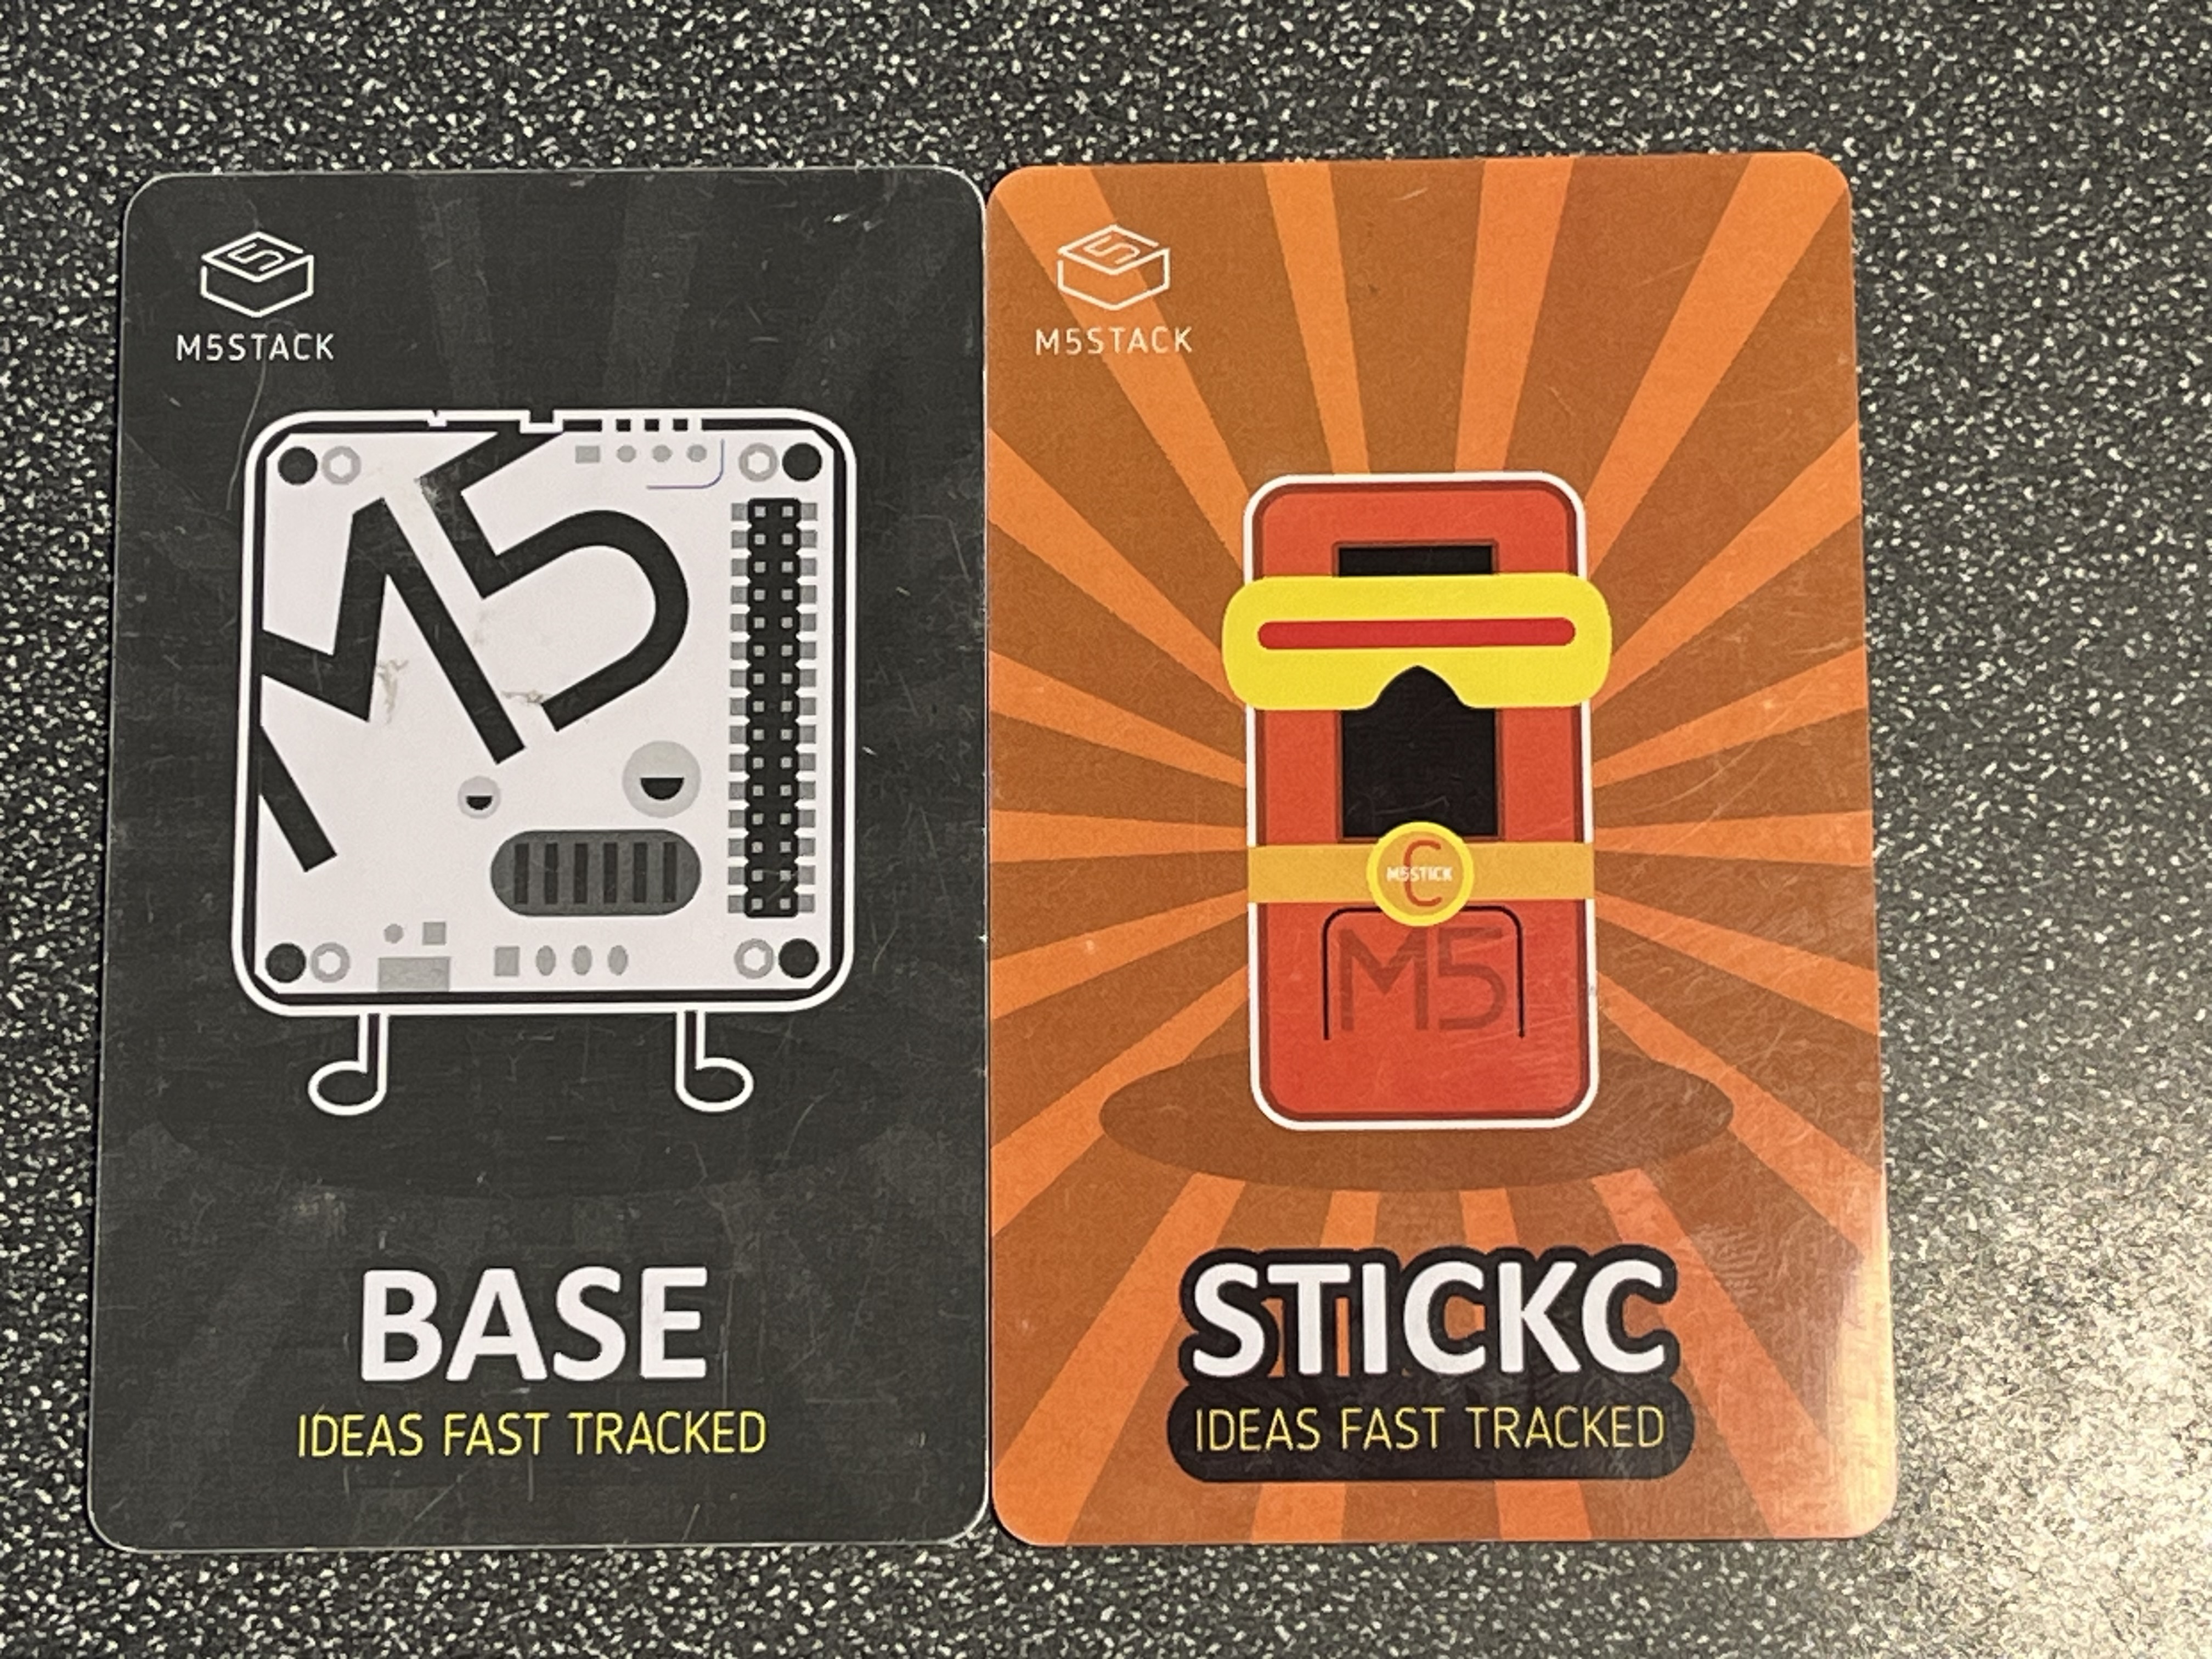 M5STACK
M5
BASE
IDEAS FAST TRACKED
M5STACK
C
M5STICK
M5
STICKC
IDEAS FAST TRACKED